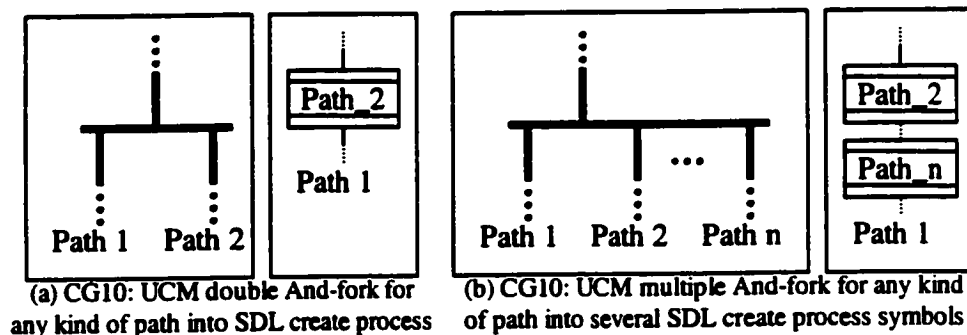 Path_2
Path 1
Path 1 Path 2
(a) CG10: UCM double And-fork for
any kind of path into SDL create process
Path_2
Path_n
Path 1
Path 1 Path 2 Path n
(b) CG10: UCM multiple And-fork for any kind
of path into several SDL create process symbols